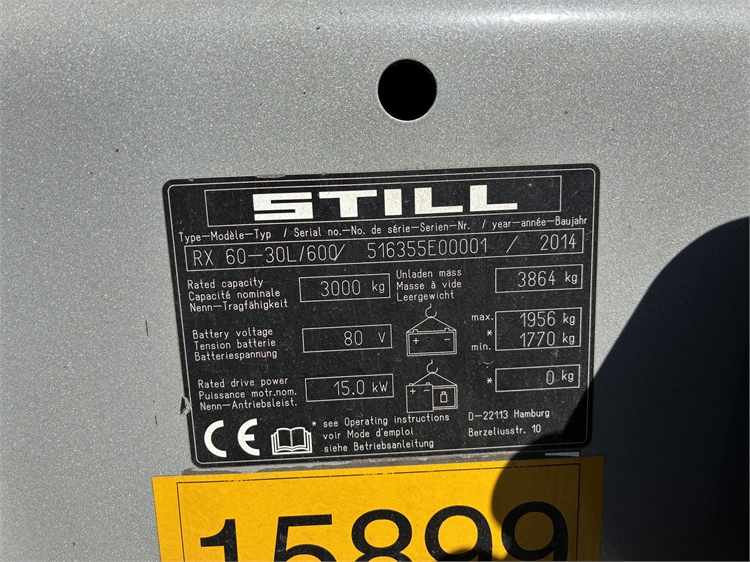 STILL
Type-Modèle-Typ / Serial no.-No. de série-Serien-Nr. / year-année-Baujahr
RX 60-30L/600/ 516355E00001 / 2014
Rated capacity
Capacité nominale
Nenn-Tragfähigkeit
3000 kg
Unladen mass
Masse à vide
Leergewicht
3864 kg
Battery voltage
Tension batterie
Batteriespannung
80 V
+ -
max. 1956 kg
*
min. 1770 kg
Rated drive power
Puissance motr.nom.
Nenn-Antriebsleist.
15.0 kW
+ -
* 0 kg
CE
* see Operating instructions
voir Mode d'emploi
siehe Betriebsanleitung
D-22113 Hamburg
Berzeliusstr. 10
15899